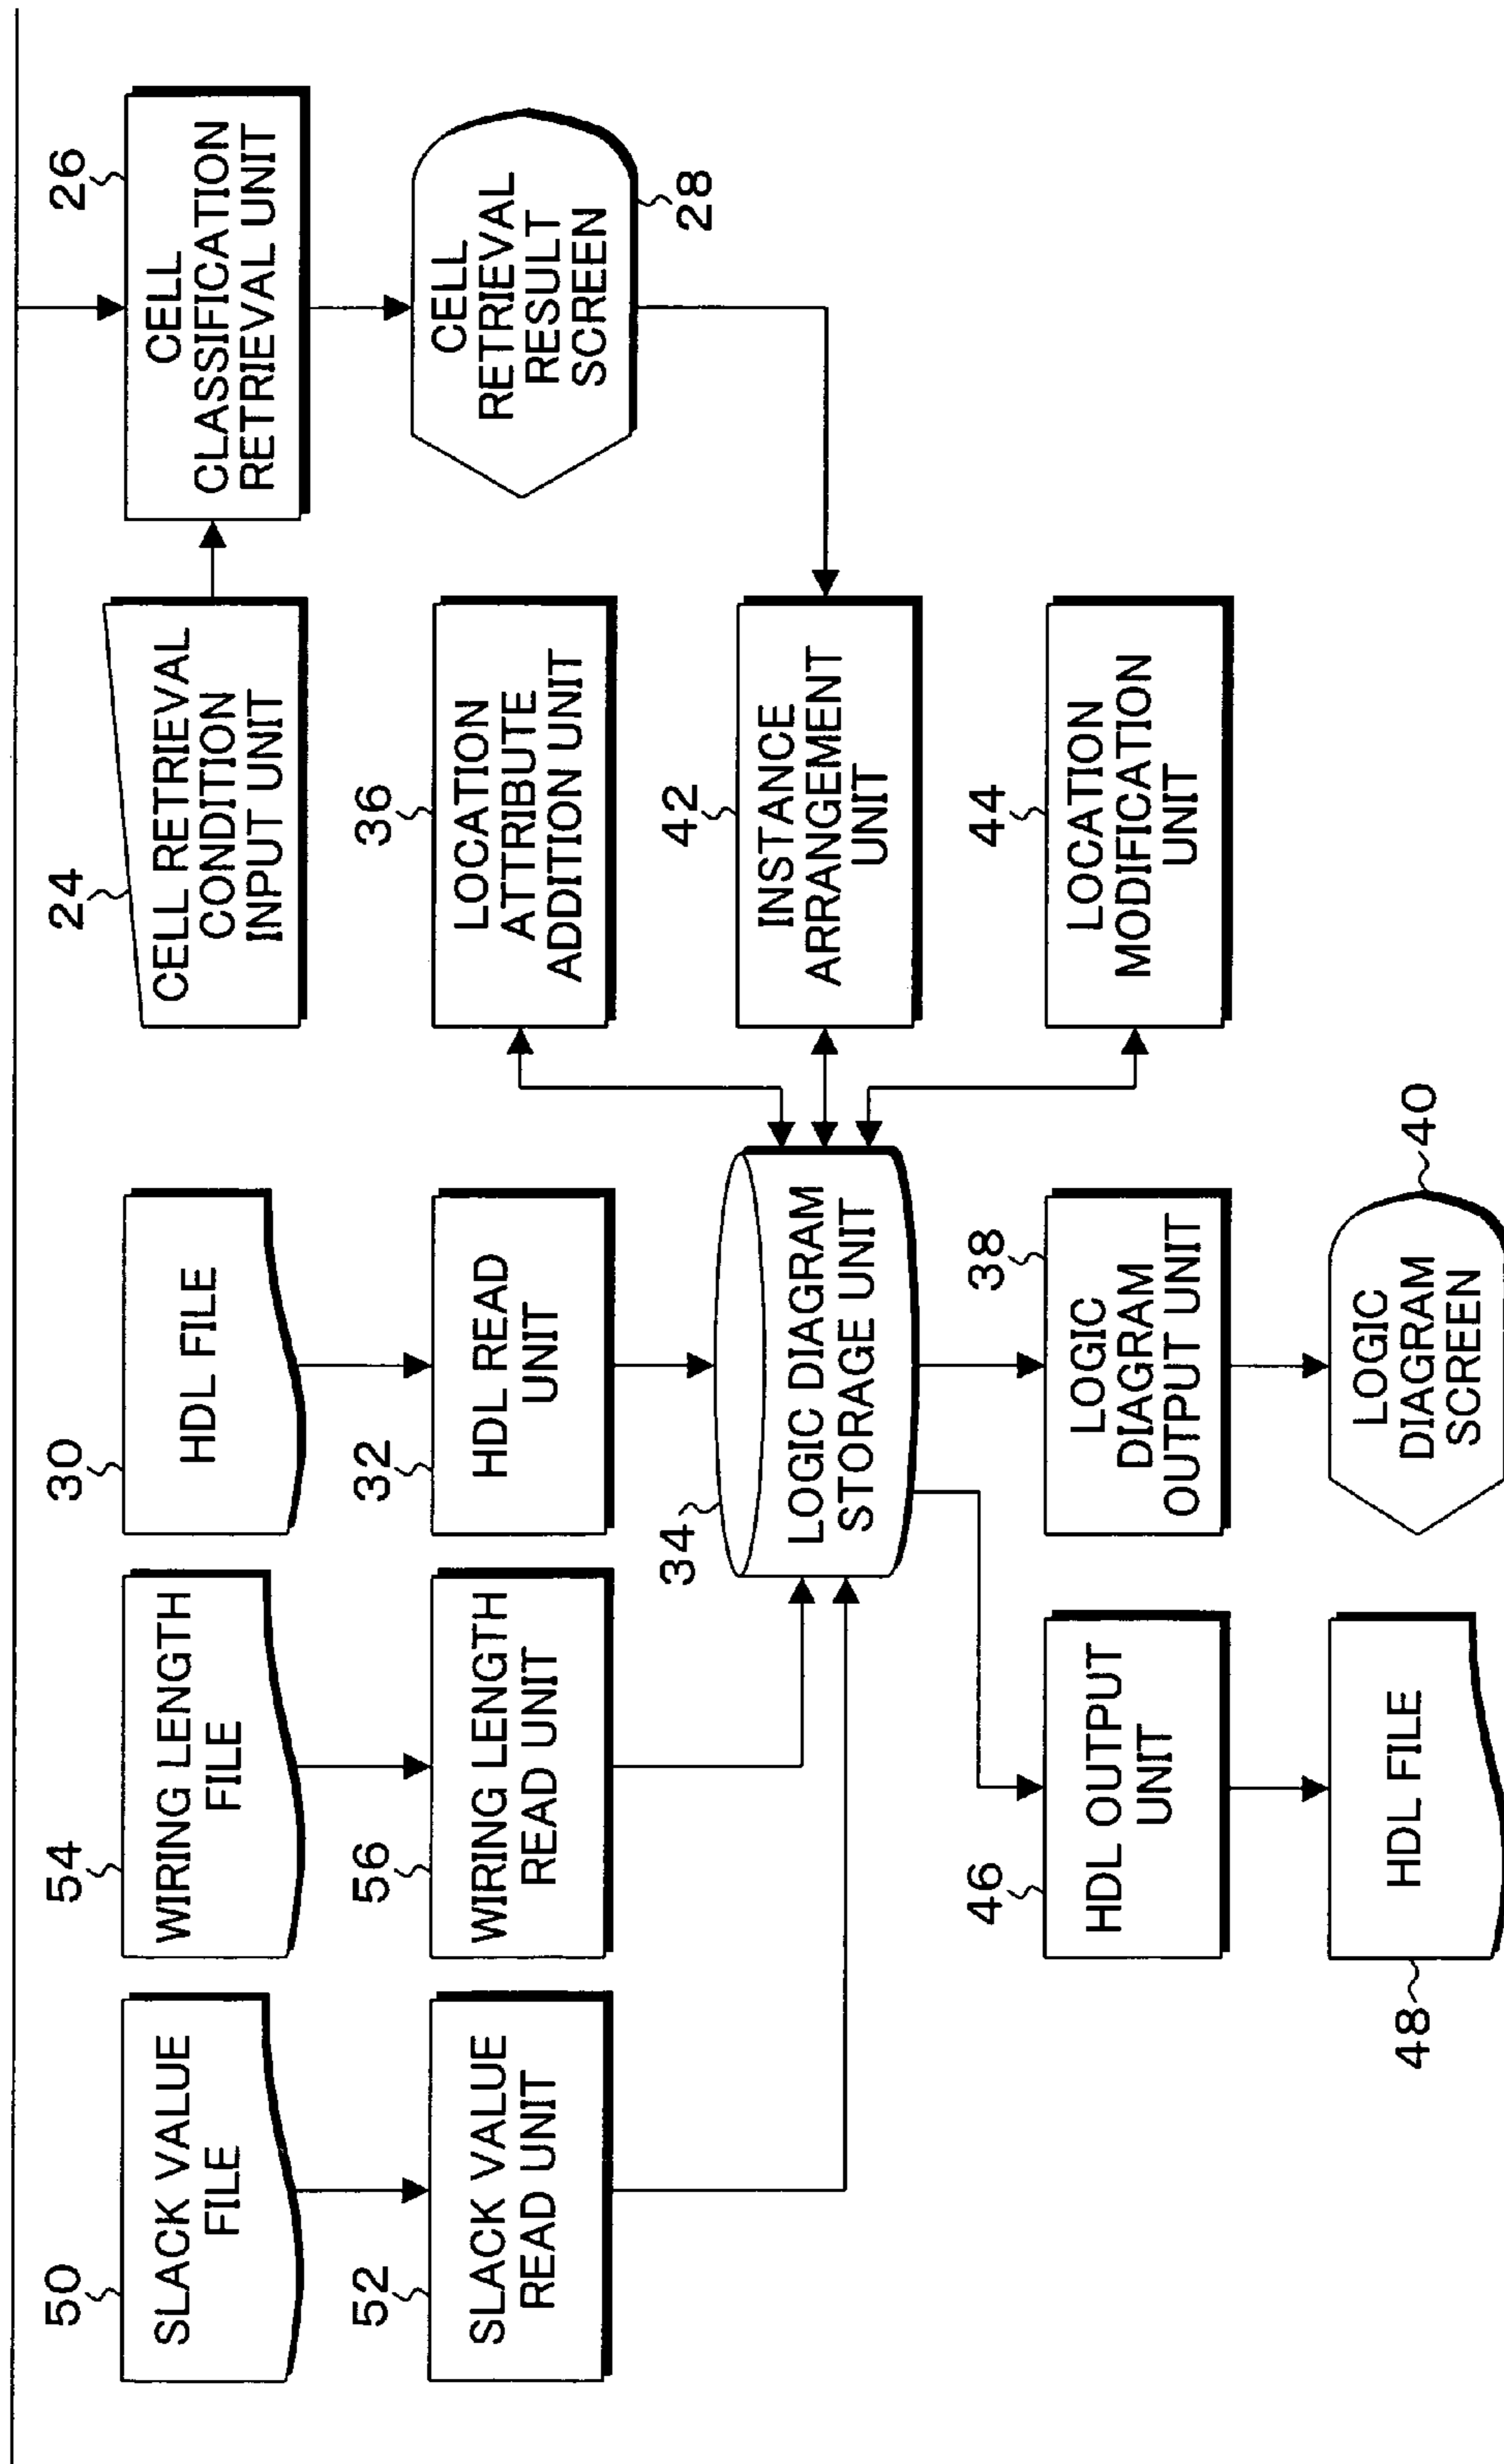 50
SLACK VALUE
FILE
54
WIRING LENGTH
FILE
30
HDL FILE
24
CELL RETRIEVAL
CONDITION
INPUT UNIT
26
CELL
CLASSIFICATION
RETRIEVAL UNIT
52
SLACK VALUE
READ UNIT
56
WIRING LENGTH
READ UNIT
32
HDL READ
UNIT
36
LOCATION
ATTRIBUTE
ADDITION UNIT
CELL
RETRIEVAL
RESULT
SCREEN
28
34
LOGIC DIAGRAM
STORAGE UNIT
42
INSTANCE
ARRANGEMENT
UNIT
46
HDL OUTPUT
UNIT
38
LOGIC
DIAGRAM
OUTPUT UNIT
44
LOCATION
MODIFICATION
UNIT
48
HDL FILE
LOGIC
DIAGRAM
SCREEN
40